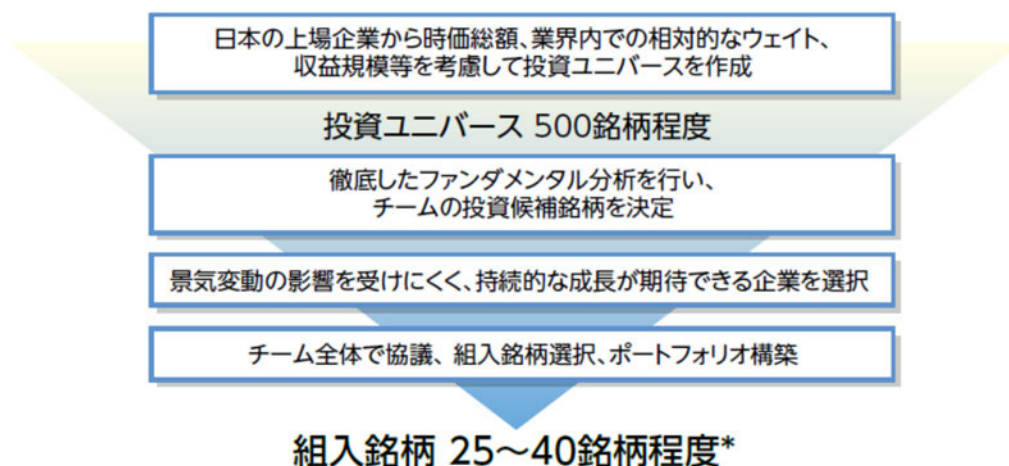 日本の上場企業から時価総額、業界内での相対的なウェイト、
収益規模等を考慮して投資ユニバースを作成
投資ユニバース 500銘柄程度
徹底したファンダメンタル分析を行い、
チームの投資候補銘柄を決定
景気変動の影響を受けにくく、持続的な成長が期待できる企業を選択
チーム全体で協議、組入銘柄選択、ポートフォリオ構築
組入銘柄 25～40銘柄程度*